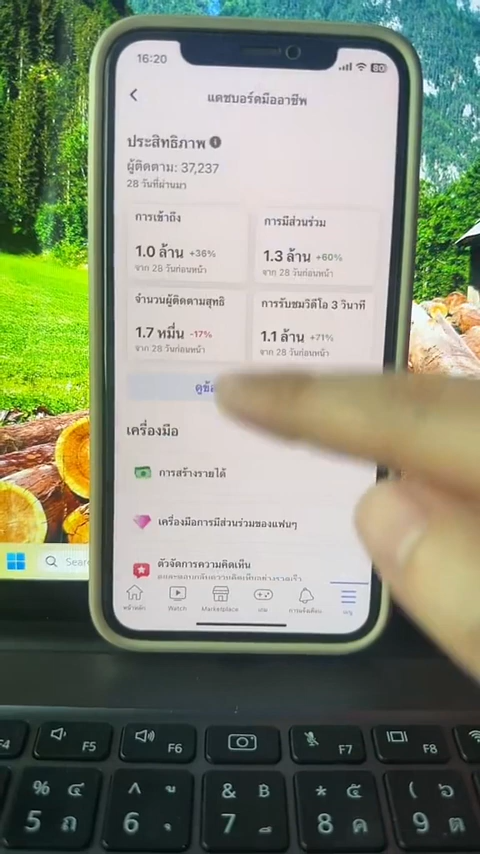 16:20
80
แดชบอร์ดมืออาชีพ
ประสิทธิภาพ
ผู้ติดตาม: 37,237
28 วันที่ผ่านมา
การเข้าถึง
1.0 ล้าน +36%
จาก 28 วันก่อนหน้า
การมีส่วนร่วม
1.3 ล้าน +60%
จาก 28 วันก่อนหน้า
จำนวนผู้ติดตามสุทธิ
1.7 หมื่น -17%
จาก 28 วันก่อนหน้า
การรับชมวิดีโอ 3 วินาที
1.1 ล้าน +71%
จาก 28 วันก่อนหน้า
เครื่องมือ
การสร้างรายได้
เครื่องมือการมีส่วนร่วมของแฟนๆ
ตัวจัดการความคิดเห็น
หน้าหลัก Watch Marketplace เกม การแจ้งเตือน เมนู
Sear
F4 F5 F6 F7 F8
% ๔ ^ ู & ฿ * ๕ ( ๖
5 ถ 6 ุ 7 ึ 8 ค 9 ต